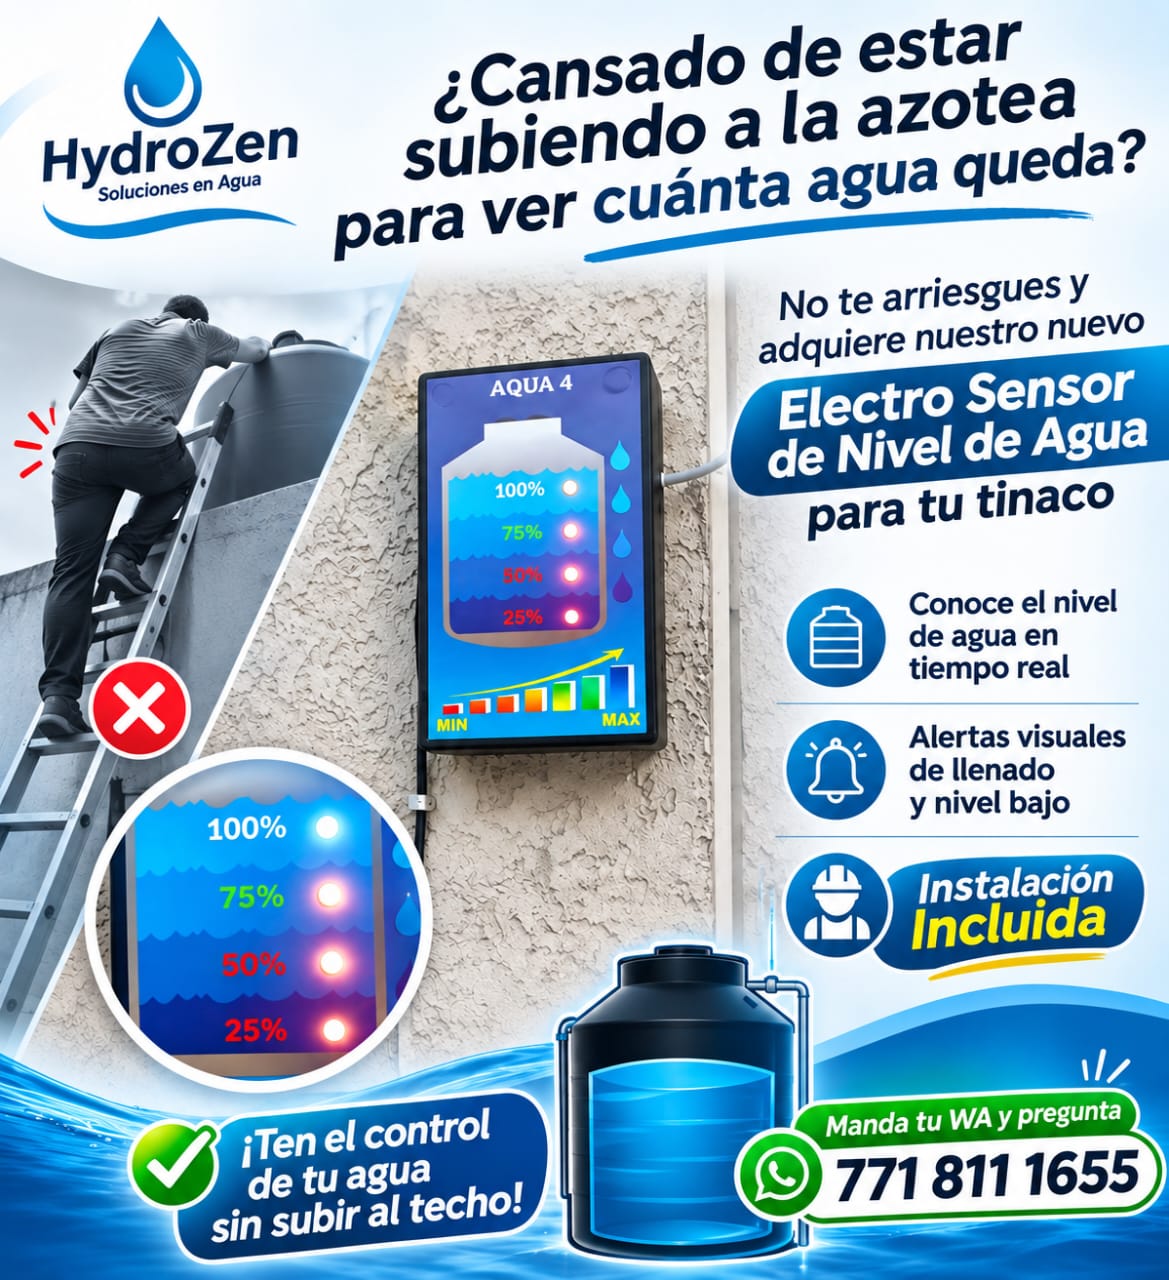 HydroZen
Soluciones en Agua
¿Cansado de estar
subiendo a la azotea
para ver cuánta agua queda?
No te arriesgues y
adquiere nuestro nuevo
Electro Sensor
de Nivel de Agua
para tu tinaco
AQUA 4
100%
75%
50%
25%
MIN
MAX
Conoce el nivel
de agua en
tiempo real
Alertas visuales
de llenado
y nivel bajo
Instalación
Incluida
100%
75%
50%
25%
¡Ten el control
de tu agua
sin subir al techo!
Manda tu WA y pregunta
771 811 1655